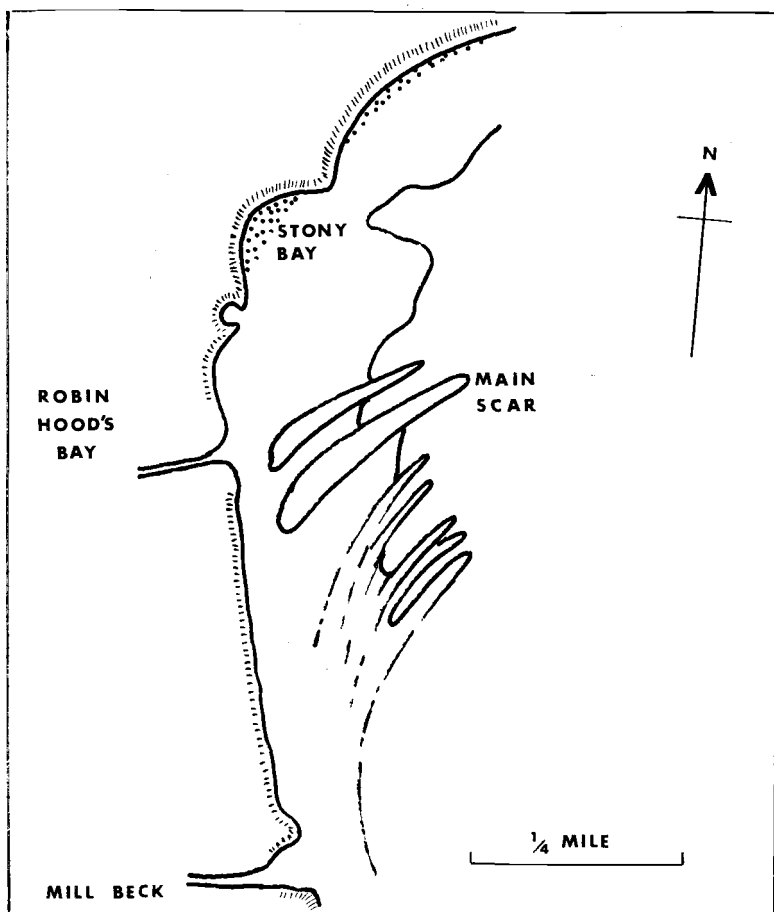 N
STONY
BAY
MAIN
SCAR
ROBIN
HOOD'S
BAY
1/4 MILE
MILL BECK